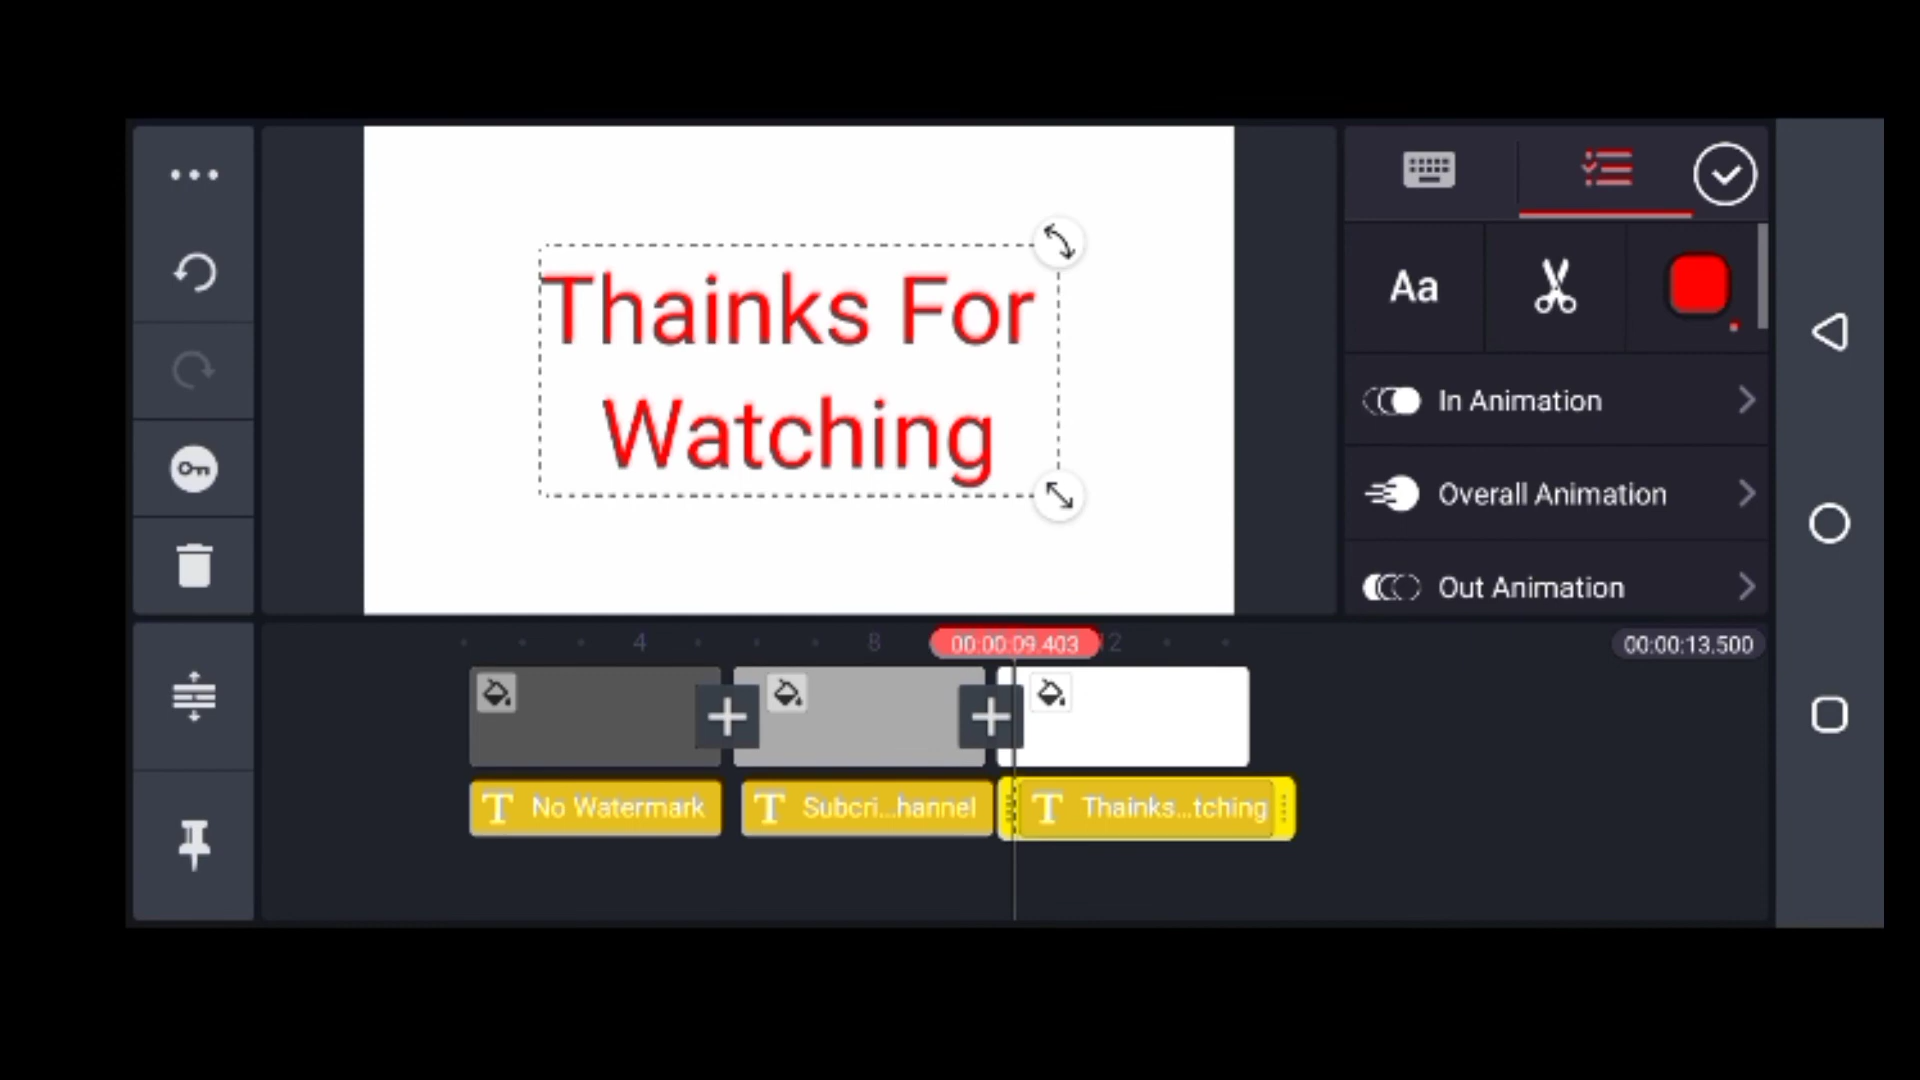 Thainks For
Watching
Aa
In Animation
Overall Animation
Out Animation
4
8
00:00:09.403
12
00:00:13.500
T No Watermark
T Subcri...hannel
T Thainks...tching